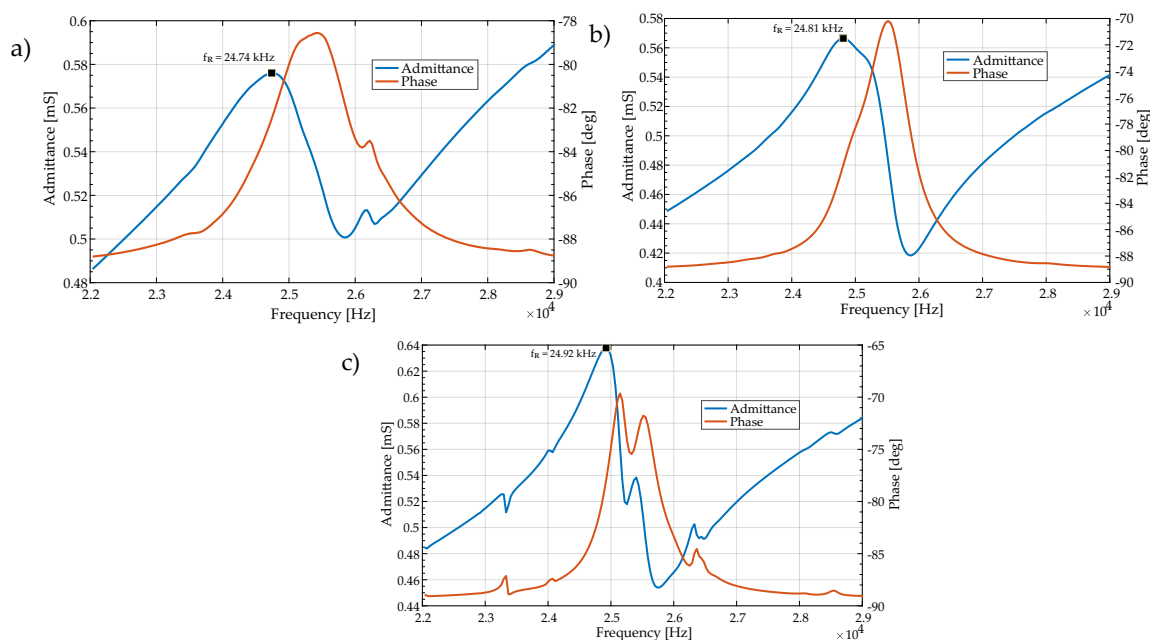 a)
0.6
0.58
0.56
0.54
0.52
0.5
0.48
Admittance [mS]
f_R = 24.74 kHz
Admittance
Phase
-78
-80
-82
-84
-86
-88
-90
Phase [deg]
2.2 2.3 2.4 2.5 2.6 2.7 2.8 2.9
Frequency [Hz]
×10^4
b)
0.58
0.56
0.54
0.52
0.5
0.48
0.46
0.44
0.42
0.4
Admittance [mS]
f_R = 24.81 kHz
Admittance
Phase
-70
-72
-74
-76
-78
-80
-82
-84
-86
-88
-90
Phase [deg]
2.2 2.3 2.4 2.5 2.6 2.7 2.8 2.9
Frequency [Hz]
×10^4
c)
0.64
0.62
0.6
0.58
0.56
0.54
0.52
0.5
0.48
0.46
0.44
Admittance [mS]
f_R = 24.92 kHz
Admittance
Phase
-65
-70
-75
-80
-85
-90
Phase [deg]
2.2 2.3 2.4 2.5 2.6 2.7 2.8 2.9
Frequency [Hz]
×10^4